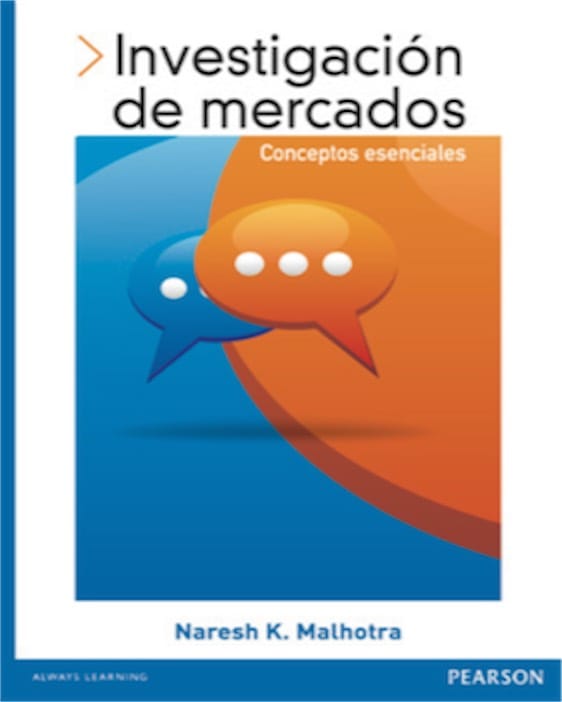 > Investigación
de mercados
Conceptos esenciales
Naresh K. Malhotra
ALWAYS LEARNING
PEARSON